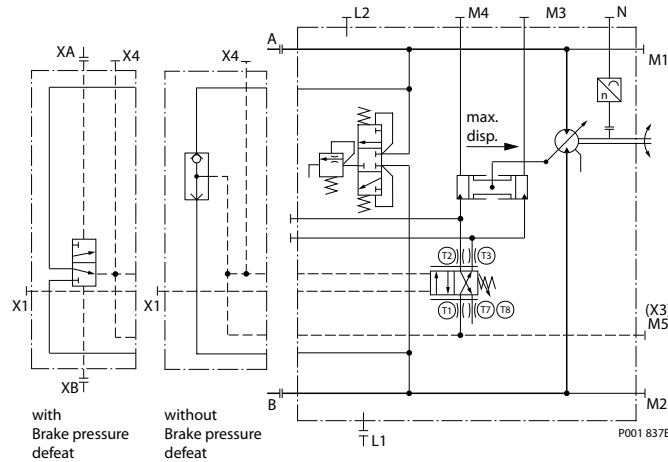 XA X4 X4 A L2 M4 M3 N
M1
n
max.
disp.
T2 T3
X1 X1
T1 T7 T8
(X3)
M5
XB B M2
L1
P001 837E
with
Brake pressure
defeat
without
Brake pressure
defeat